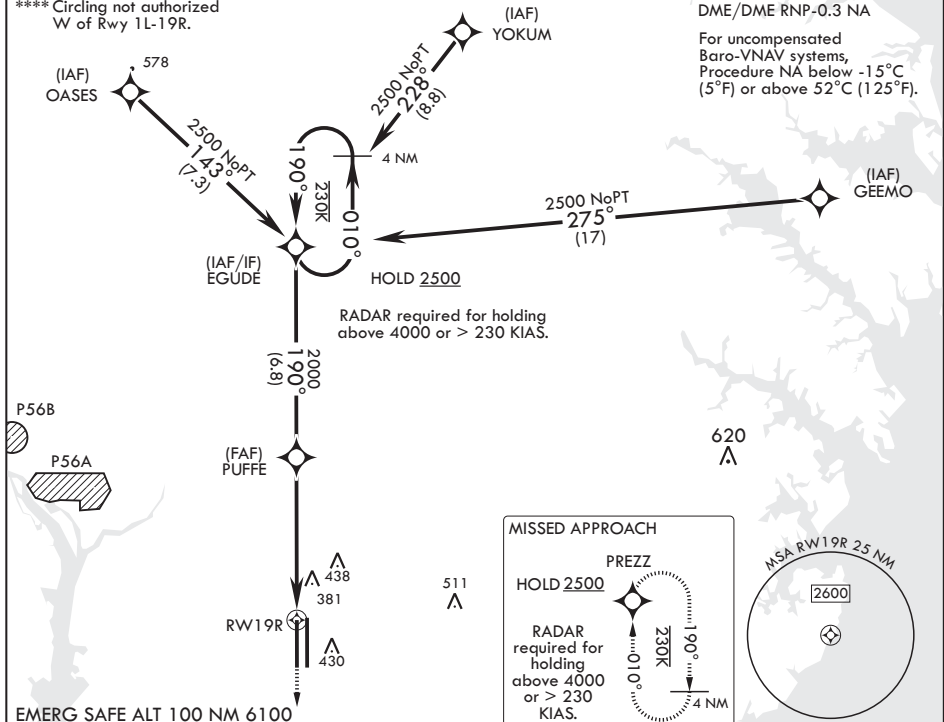 **** Circling not authorized
W of Rwy 1L-19R.
(IAF)
YOKUM
DME/DME RNP-0.3 NA
For uncompensated
Baro-VNAV systems,
Procedure NA below -15°C
(5°F) or above 52°C (125°F).
578
(IAF)
OASES
2500 NoPT
228°
(8.8)
2500 NoPT
143°
(7.3)
190°
230K
010°
4 NM
(IAF)
GEEMO
2500 NoPT
275°
(17)
(IAF/IF)
EGUDE
HOLD 2500
RADAR required for holding
above 4000 or > 230 KIAS.
2000
190°
(6.8)
P56B
P56A
(FAF)
PUFFE
620
438
381
511
RW19R
430
MISSED APPROACH
PREZZ
HOLD 2500
RADAR
required for
holding
above 4000
or > 230
KIAS.
010°
230K
190°
4 NM
MSA RW19R 25 NM
2600
EMERG SAFE ALT 100 NM 6100